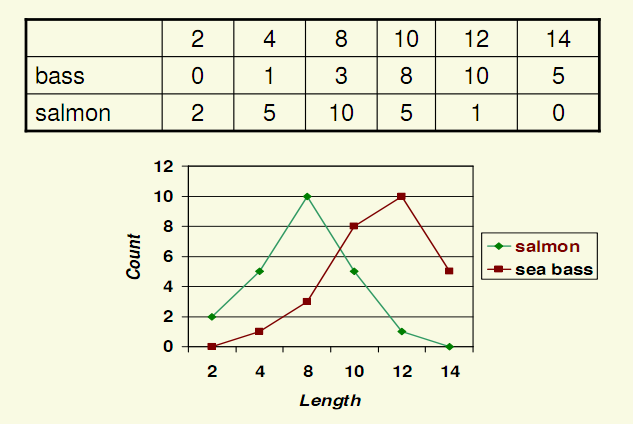 2 4 8 10 12 14
bass 0 1 3 8 10 5
salmon 2 5 10 5 1 0
12
10
8
6
4
2
0
Count
salmon
sea bass
2 4 8 10 12 14
Length